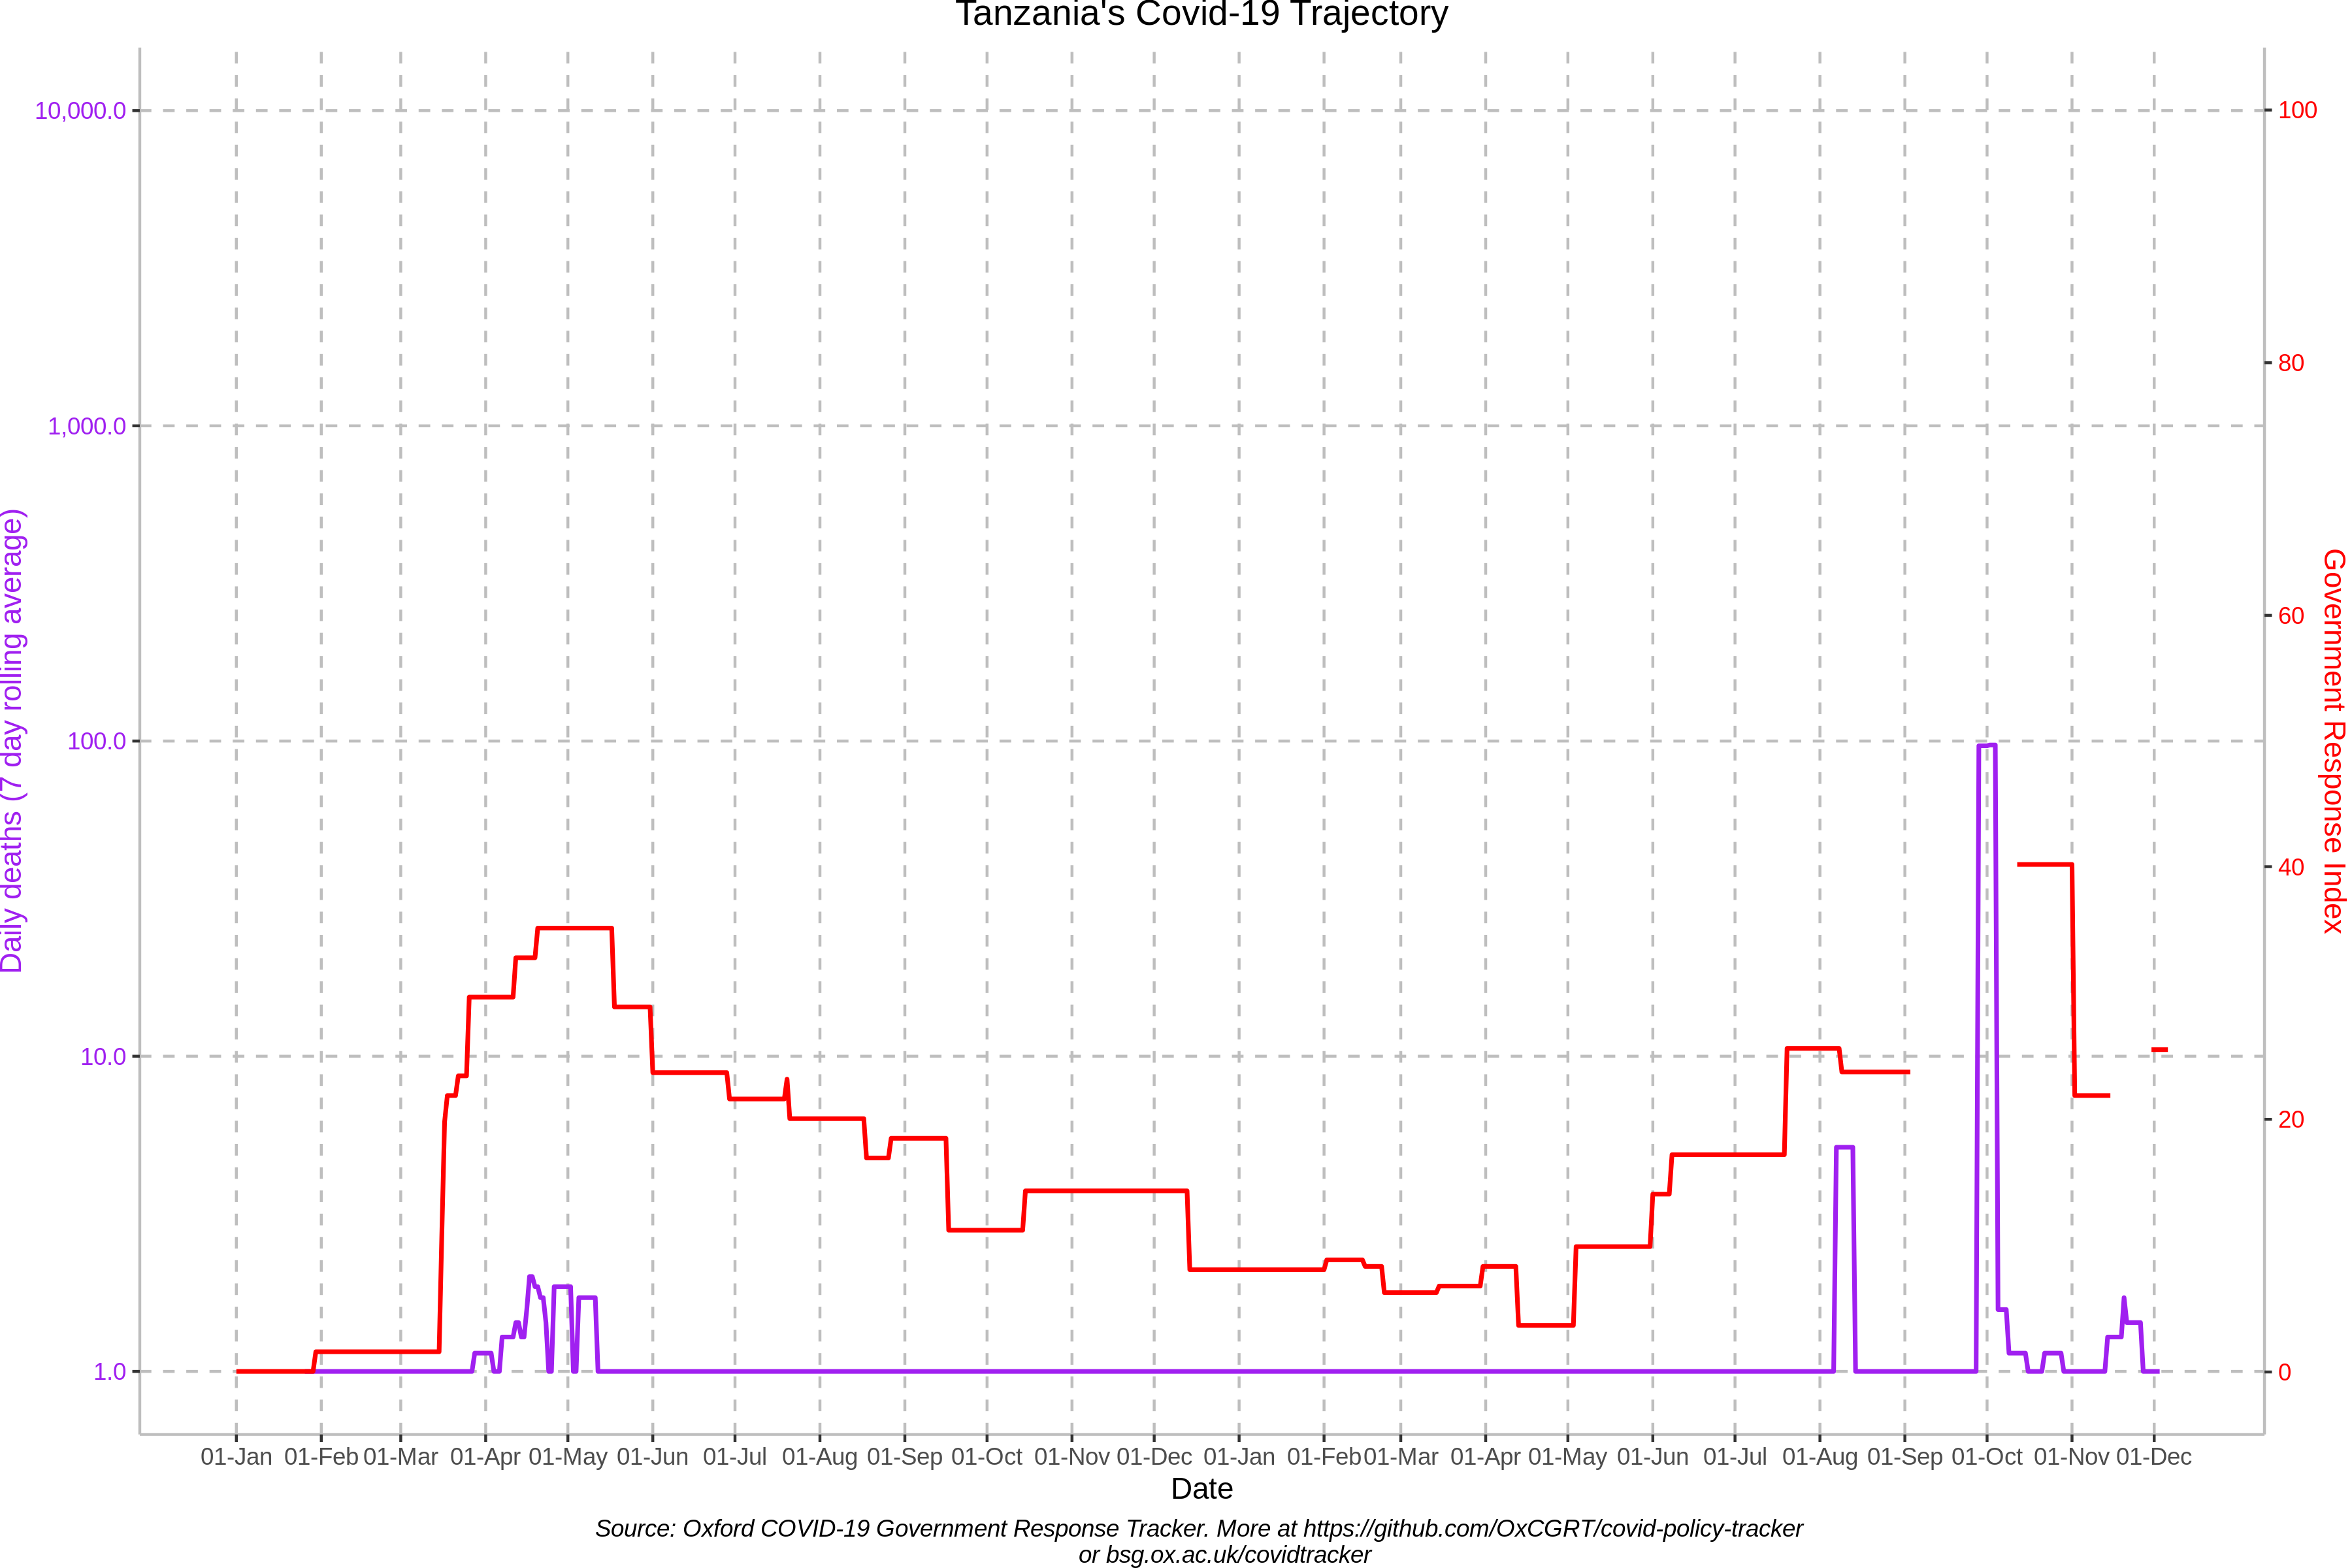 Tanzania's Covid-19 Trajectory
10,000.0
1,000.0
100.0
10.0
1.0
Daily deaths (7 day rolling average)
100
80
60
40
20
0
Government Response Index
01-Jan 01-Feb 01-Mar 01-Apr 01-May 01-Jun 01-Jul 01-Aug 01-Sep 01-Oct 01-Nov 01-Dec 01-Jan 01-Feb 01-Mar 01-Apr 01-May 01-Jun 01-Jul 01-Aug 01-Sep 01-Oct 01-Nov 01-Dec
Date
Source: Oxford COVID-19 Government Response Tracker. More at https://github.com/OxCGRT/covid-policy-tracker
or bsg.ox.ac.uk/covidtracker